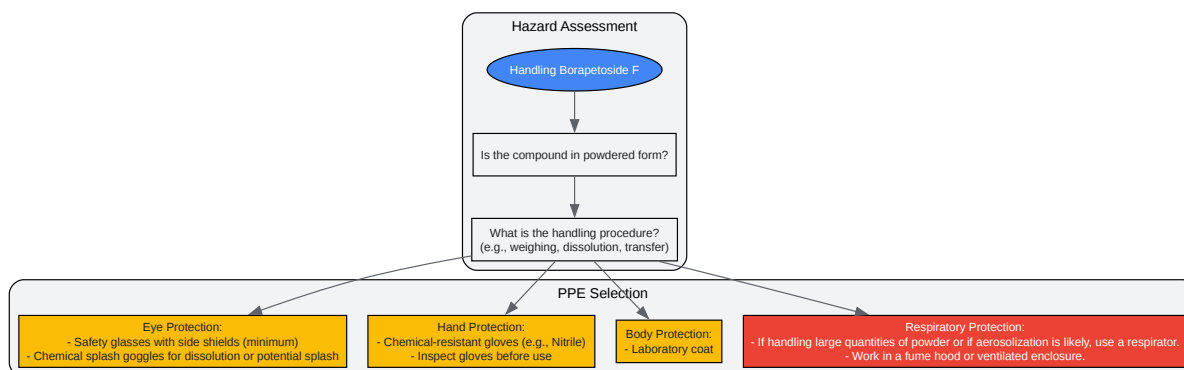 Hazard Assessment
Handling Borapetoside F
Is the compound in powdered form?
What is the handling procedure?
(e.g., weighing, dissolution, transfer)
PPE Selection
Eye Protection:
- Safety glasses with side shields (minimum)
- Chemical splash goggles for dissolution or potential splash
Hand Protection:
- Chemical-resistant gloves (e.g., Nitrile)
- Inspect gloves before use
Body Protection:
- Laboratory coat
Respiratory Protection:
- If handling large quantities of powder or if aerosolization is likely, use a respirator.
- Work in a fume hood or ventilated enclosure.